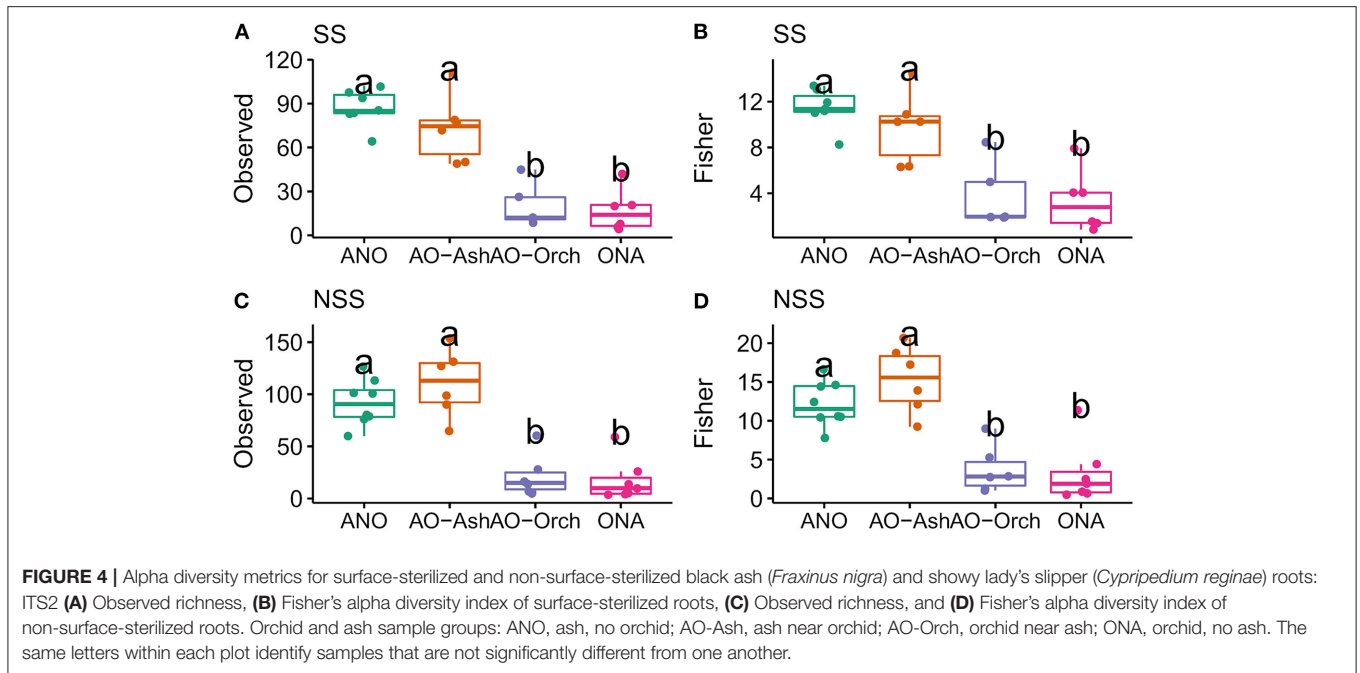 A SS
120
90
60
30
0
Observed
a a b b
ANO AO−Ash AO−Orch ONA
B SS
12
8
4
Fisher
a a b b
ANO AO−Ash AO−Orch ONA
C NSS
150
100
50
0
Observed
a a b b
ANO AO−Ash AO−Orch ONA
D NSS
20
15
10
5
0
Fisher
a a b b
ANO AO−Ash AO−Orch ONA
FIGURE 4 | Alpha diversity metrics for surface-sterilized and non-surface-sterilized black ash (Fraxinus nigra) and showy lady's slipper (Cypripedium reginae) roots:
ITS2 (A) Observed richness, (B) Fisher's alpha diversity index of surface-sterilized roots, (C) Observed richness, and (D) Fisher's alpha diversity index of
non-surface-sterilized roots. Orchid and ash sample groups: ANO, ash, no orchid; AO-Ash, ash near orchid; AO-Orch, orchid near ash; ONA, orchid, no ash. The
same letters within each plot identify samples that are not significantly different from one another.